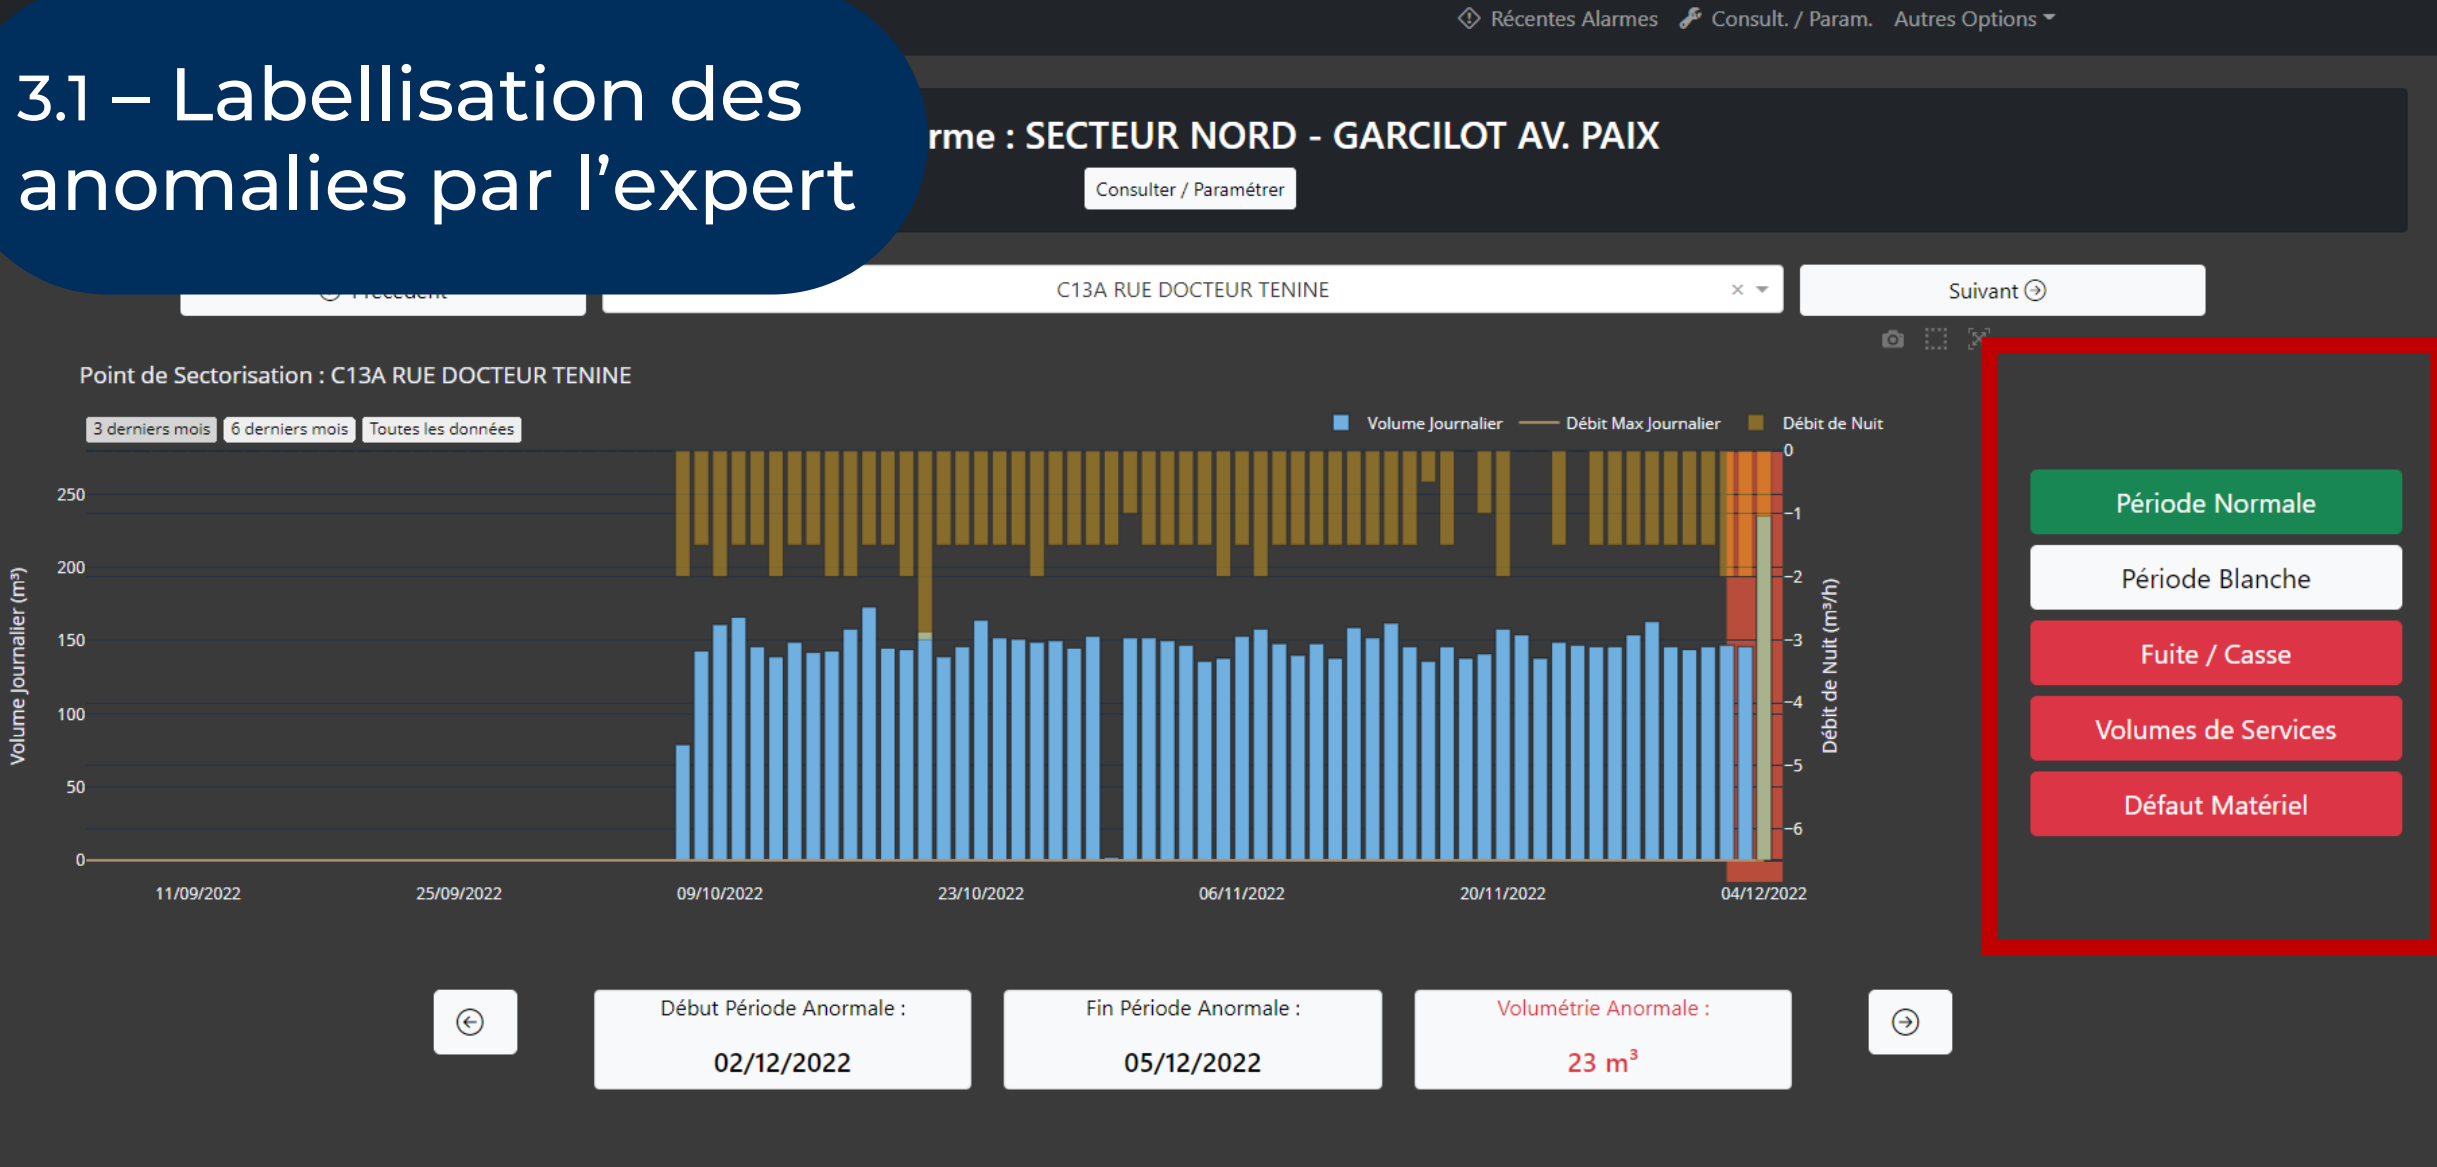 Récentes Alarmes Consult. / Param. Autres Options
3.1 – Labellisation des
anomalies par l'expert
rme : SECTEUR NORD - GARCILOT AV. PAIX
Consulter / Paramétrer
C13A RUE DOCTEUR TENINE
Suivant
Point de Sectorisation : C13A RUE DOCTEUR TENINE
3 derniers mois 6 derniers mois Toutes les données
Volume Journalier Débit Max Journalier Débit de Nuit
Volume Journalier (m³)
250
200
150
100
50
0
0
−1
−2
−3
−4
−5
−6
Débit de Nuit (m³/h)
11/09/2022 25/09/2022 09/10/2022 23/10/2022 06/11/2022 20/11/2022 04/12/2022
Période Normale
Période Blanche
Fuite / Casse
Volumes de Services
Défaut Matériel
Début Période Anormale :
02/12/2022
Fin Période Anormale :
05/12/2022
Volumétrie Anormale :
23 m³